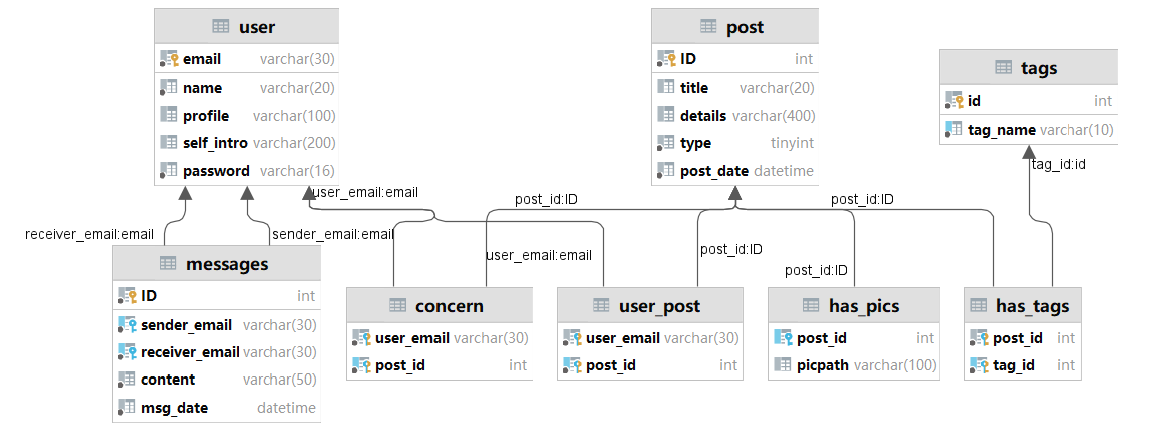 user
email varchar(30)
name varchar(20)
profile varchar(100)
self_intro varchar(200)
password varchar(16)
post
ID int
title varchar(20)
details varchar(400)
type tinyint
post_date datetime
tags
id int
tag_name varchar(10)
tag_id:id
user_email:email
post_id:ID
post_id:ID
receiver_email:email
sender_email:email
user_email:email
post_id:ID
post_id:ID
messages
ID int
sender_email varchar(30)
receiver_email varchar(30)
content varchar(50)
msg_date datetime
concern
user_email varchar(30)
post_id int
user_post
user_email varchar(30)
post_id int
has_pics
post_id int
picpath varchar(100)
has_tags
post_id int
tag_id int